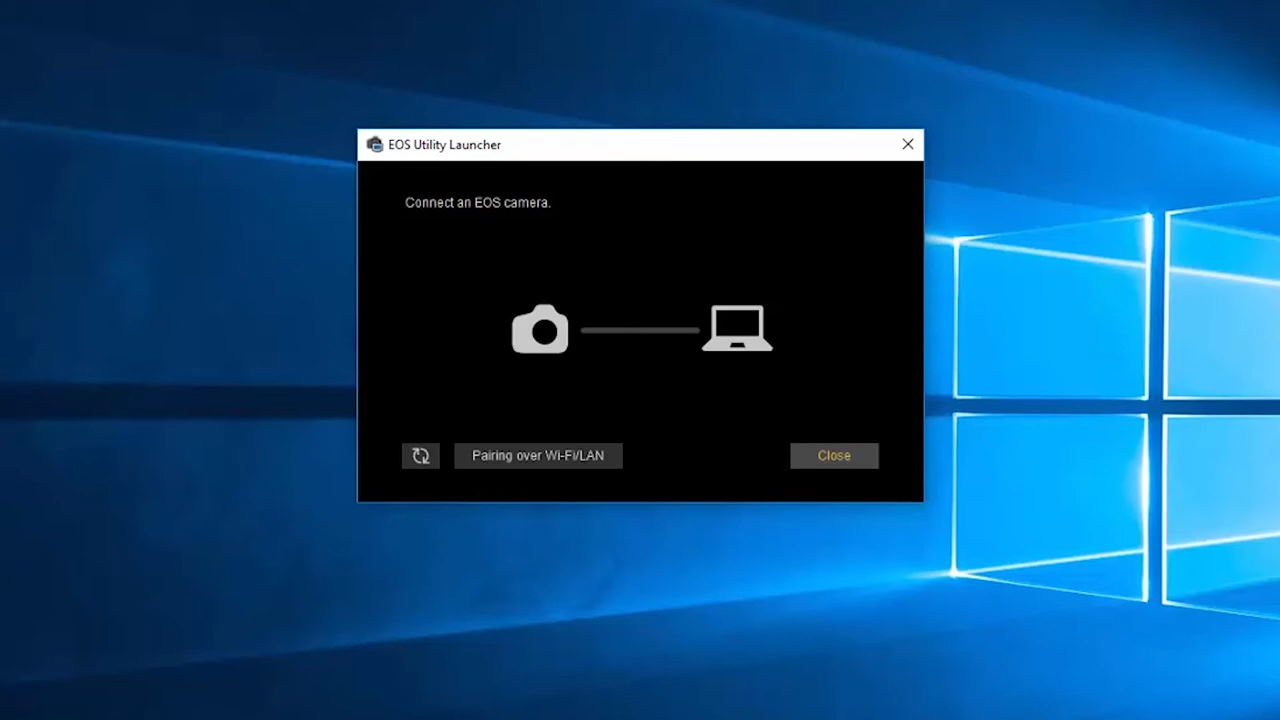 EOS Utility Launcher
Connect an EOS camera.
Pairing over Wi-Fi/LAN
Close